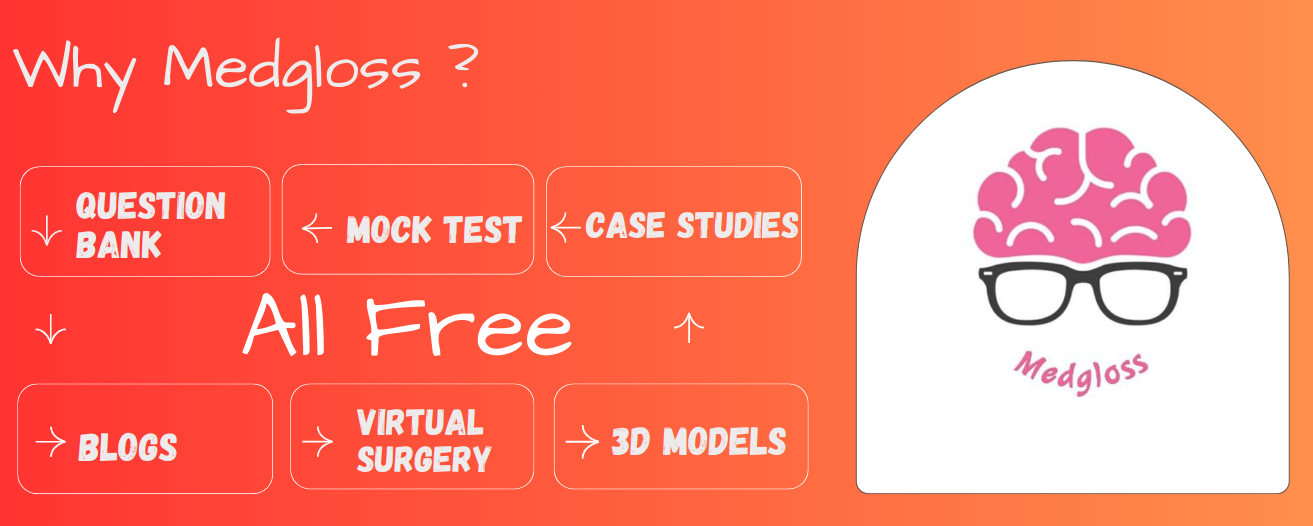 Why Medgloss ?
QUESTION
BANK
MOCK TEST
CASE STUDIES
All Free
BLOGS
VIRTUAL
SURGERY
3D MODELS
Medgloss